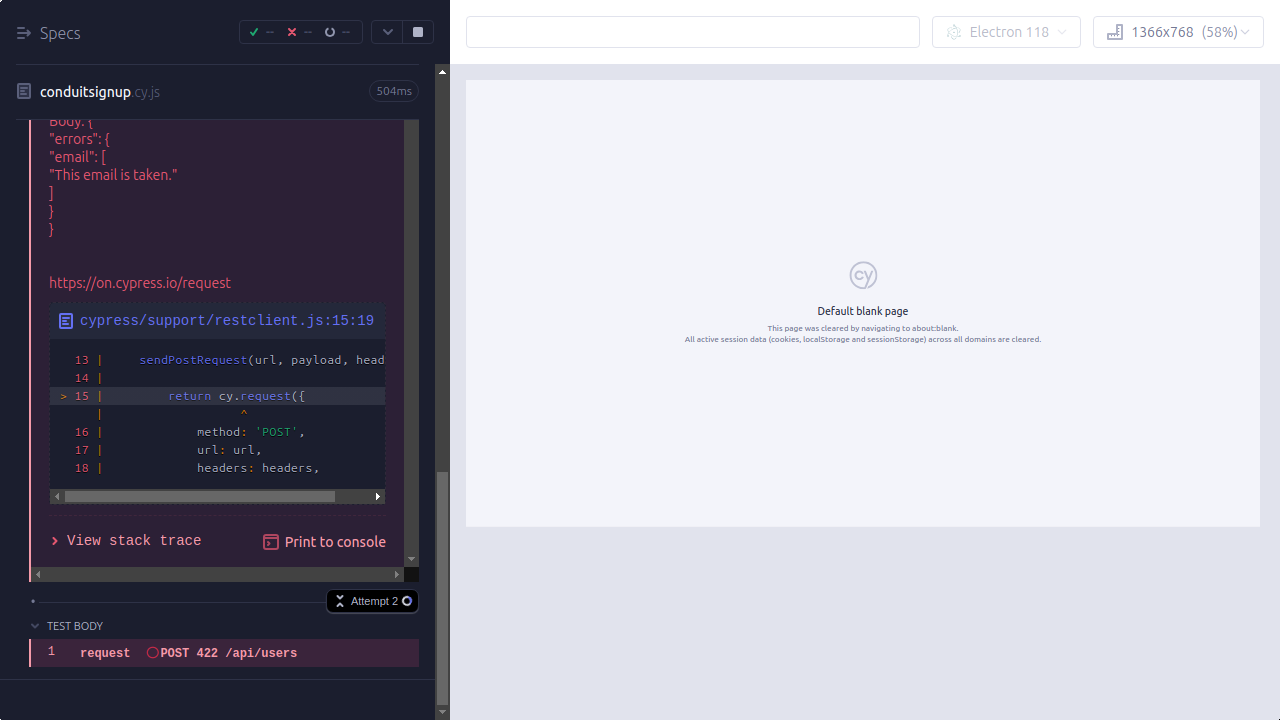 Specs
--
--
--
Electron 118
1366x768 (58%)
conduitsignup.cy.js
504ms
Body: {
"errors": {
"email": [
"This email is taken."
]
}
}
https://on.cypress.io/request
cypress/support/restclient.js:15:19
13 | sendPostRequest(url, payload, head
14 |
> 15 | return cy.request({
| ^
16 | method: 'POST',
17 | url: url,
18 | headers: headers,
View stack trace
Print to console
Attempt 2
TEST BODY
1 request POST 422 /api/users
cy
Default blank page
This page was cleared by navigating to about:blank.
All active session data (cookies, localStorage and sessionStorage) across all domains are cleared.